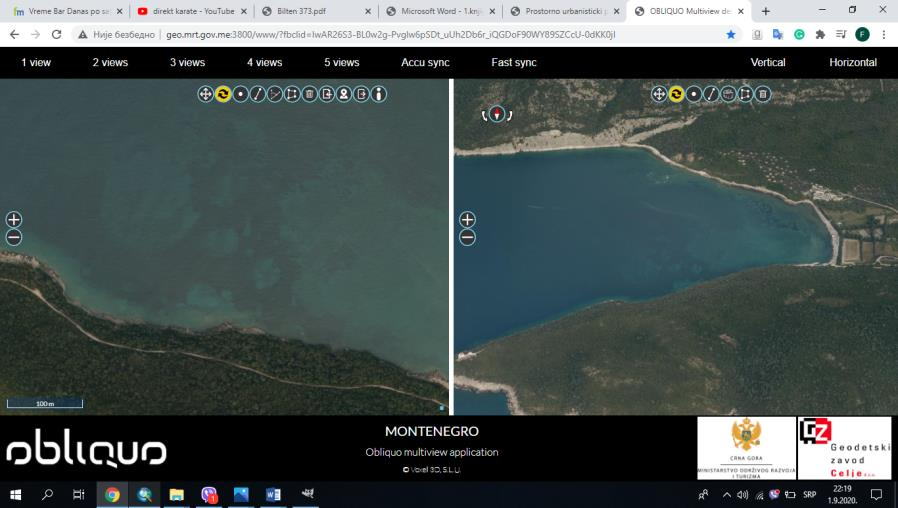 Vreme Bar Danas po sa
direkt karate - YouTube
Bilten 373.pdf
Microsoft Word - 1.knji
Prostorno urbanisticki p
OBLIQUO Multiview de
Није безбедно
geo.mrt.gov.me:3800/www/?fbclid=IwAR26S3-BL0w2g-PvgIw6pSDt_uUh2Db6r_iQGDoF90WY89SZCcU-0dKK0jI
1 view 2 views 3 views 4 views 5 views Accu sync Fast sync Vertical Horizontal
100 m
obliquo
MONTENEGRO
Obliquo multiview application
© Voxel 3D, S.L.U.
CRNA GORA
MINISTARSTVO ODRŽIVOG RAZVOJA
I TURIZMA
Geodetski
zavod
Celje d.o.o.
SRP
22:19
1.9.2020.